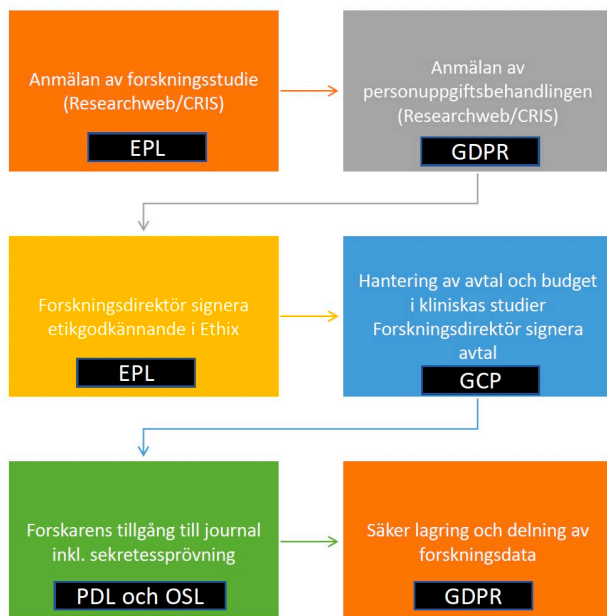 Anmälan av forskningsstudie
(Researchweb/CRIS)
EPL
Anmälan av
personuppgiftsbehandlingen
(Researchweb/CRIS)
GDPR
Forskningsdirektör signera
etikgodkännande i Ethix
EPL
Hantering av avtal och budget
i kliniskas studier
Forskningsdirektör signera
avtal
GCP
Forskarens tillgång till journal
inkl. sekretessprövning
PDL och OSL
Säker lagring och delning av
forskningsdata
GDPR